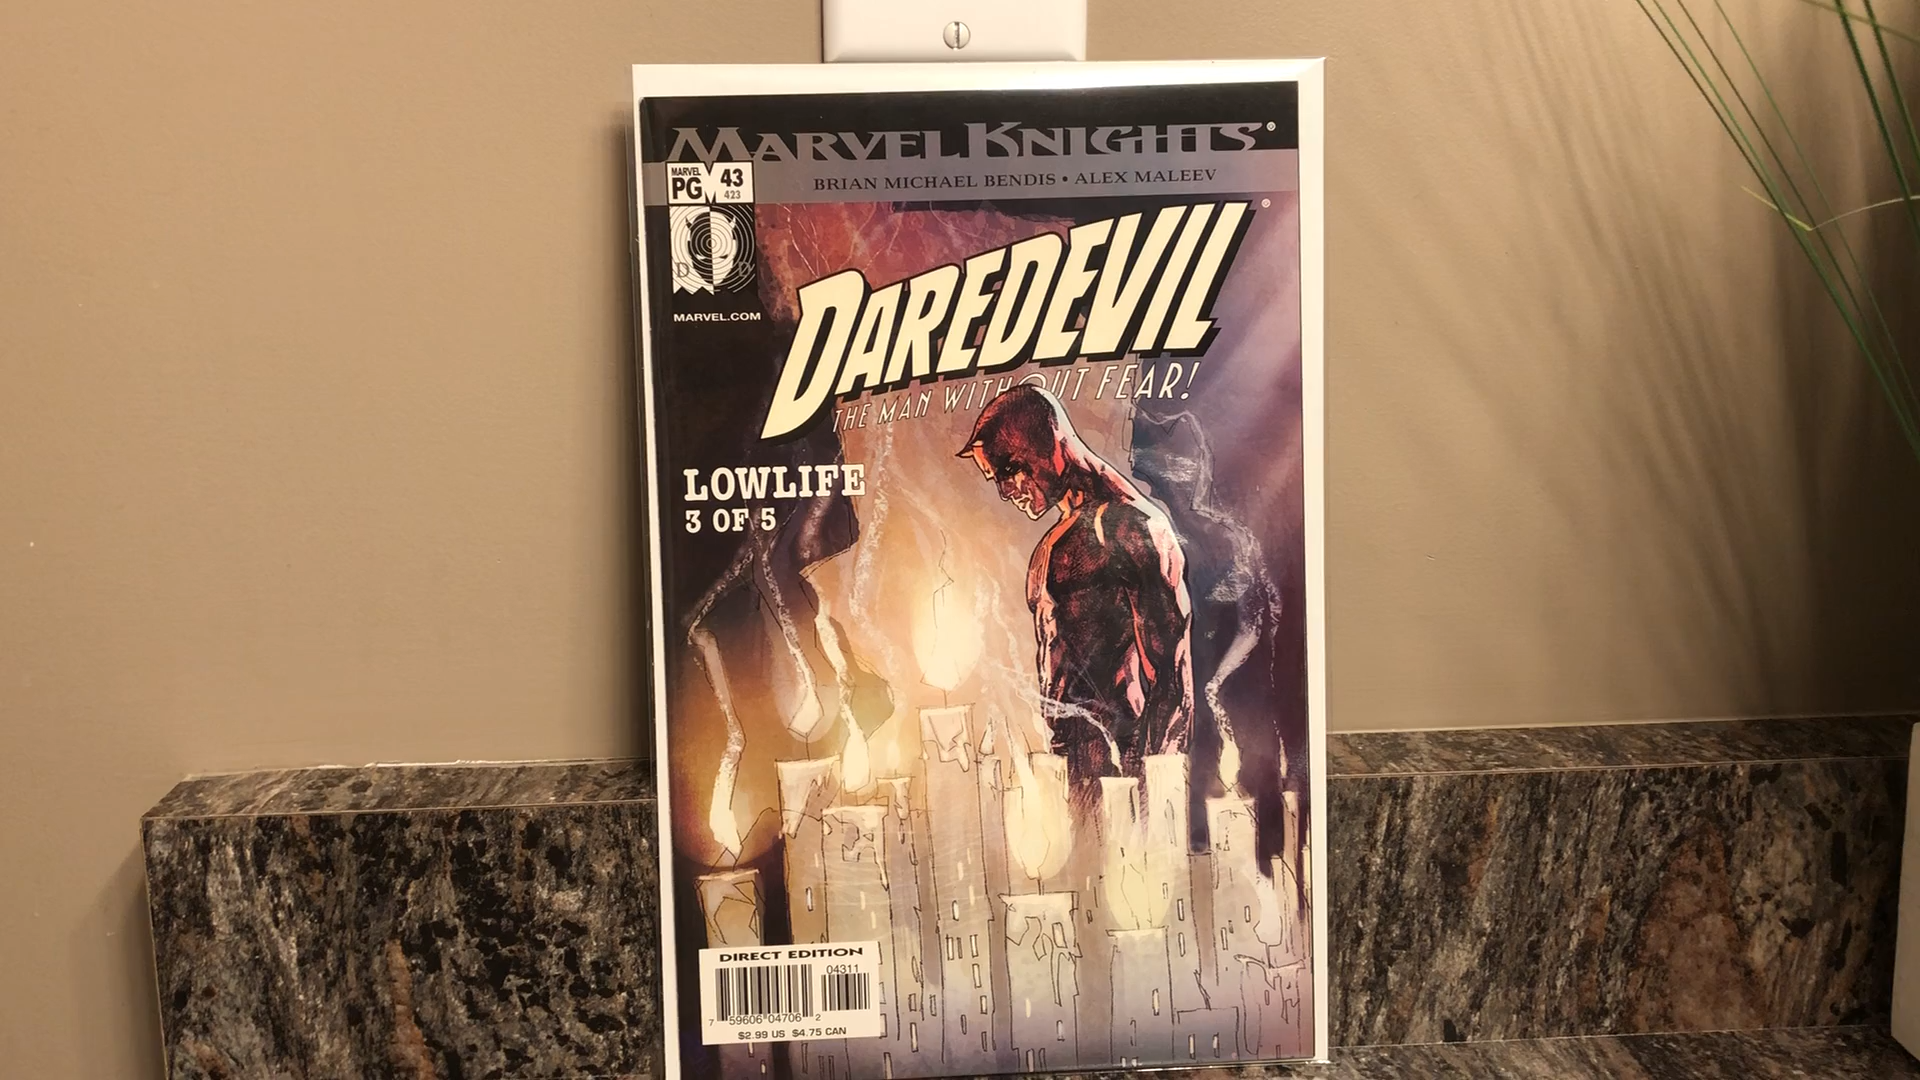 MARVEL KNIGHTS®
BRIAN MICHAEL BENDIS • ALEX MALEEV
MARVEL
PG
43
423
DD
MARVEL.COM
DAREDEVIL®
THE MAN WITHOUT FEAR!
LOWLIFE
3 OF 5
DIRECT EDITION
04311
7 59606 04706 2
$2.99 US $4.75 CAN